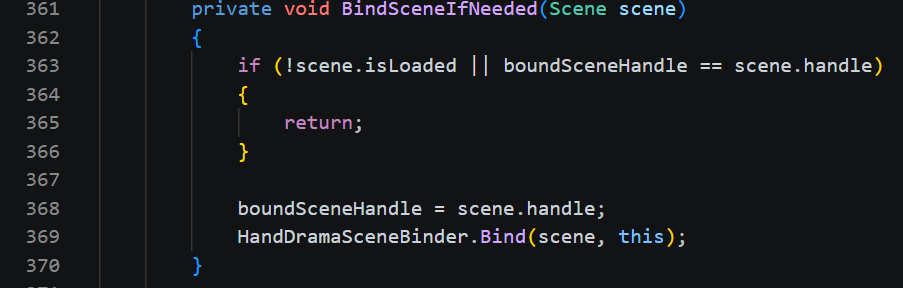 361 private void BindSceneIfNeeded(Scene scene)
362 {
363 if (!scene.isLoaded || boundSceneHandle == scene.handle)
364 {
365 return;
366 }
367
368 boundSceneHandle = scene.handle;
369 HandDramaSceneBinder.Bind(scene, this);
370 }